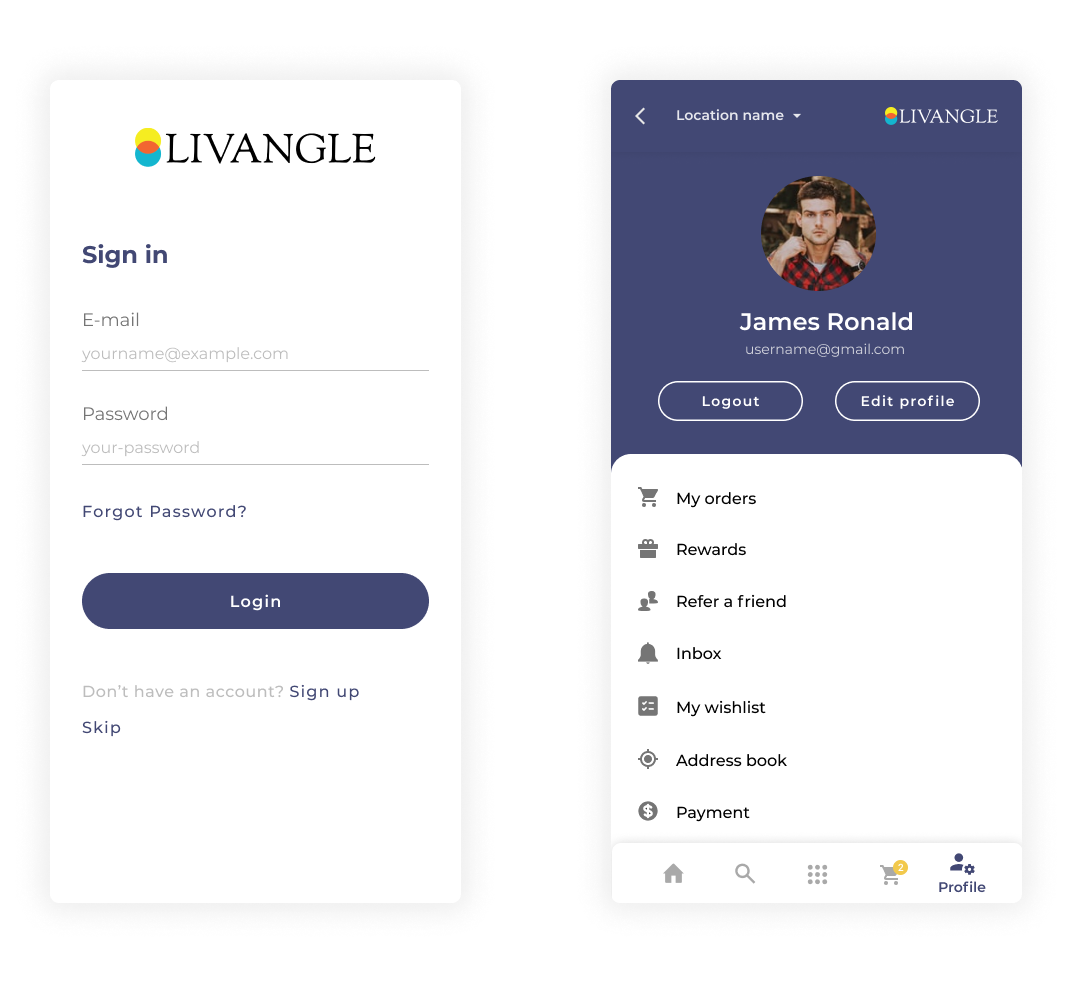 LIVANGLE
Sign in
E-mail
yourname@example.com
Password
your-password
Forgot Password?
Login
Don’t have an account? Sign up
Skip
Location name
LIVANGLE
James Ronald
username@gmail.com
Logout
Edit profile
My orders
Rewards
Refer a friend
Inbox
My wishlist
Address book
Payment
2
Profile